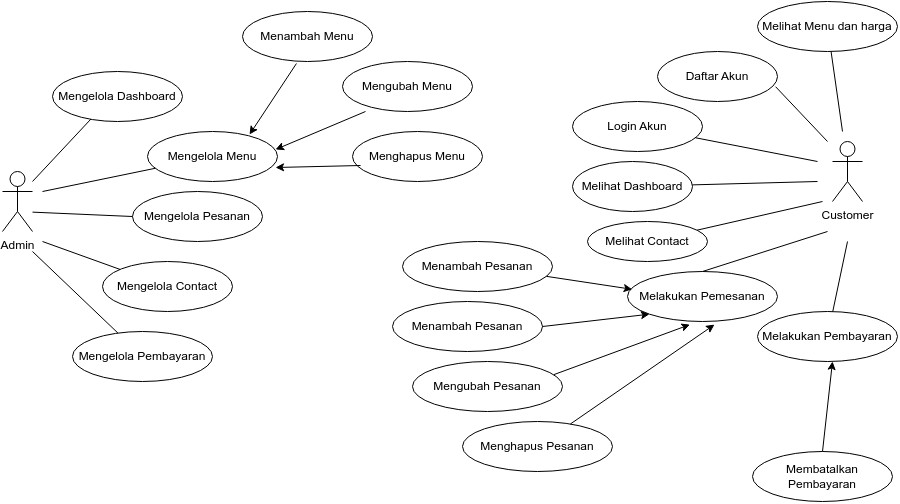 Menambah Menu
Mengelola Dashboard
Mengubah Menu
Mengelola Menu
Menghapus Menu
Mengelola Pesanan
Admin
Mengelola Contact
Mengelola Pembayaran
Melihat Menu dan harga
Daftar Akun
Login Akun
Melihat Dashboard
Customer
Melihat Contact
Menambah Pesanan
Melakukan Pemesanan
Menambah Pesanan
Melakukan Pembayaran
Mengubah Pesanan
Menghapus Pesanan
Membatalkan
Pembayaran